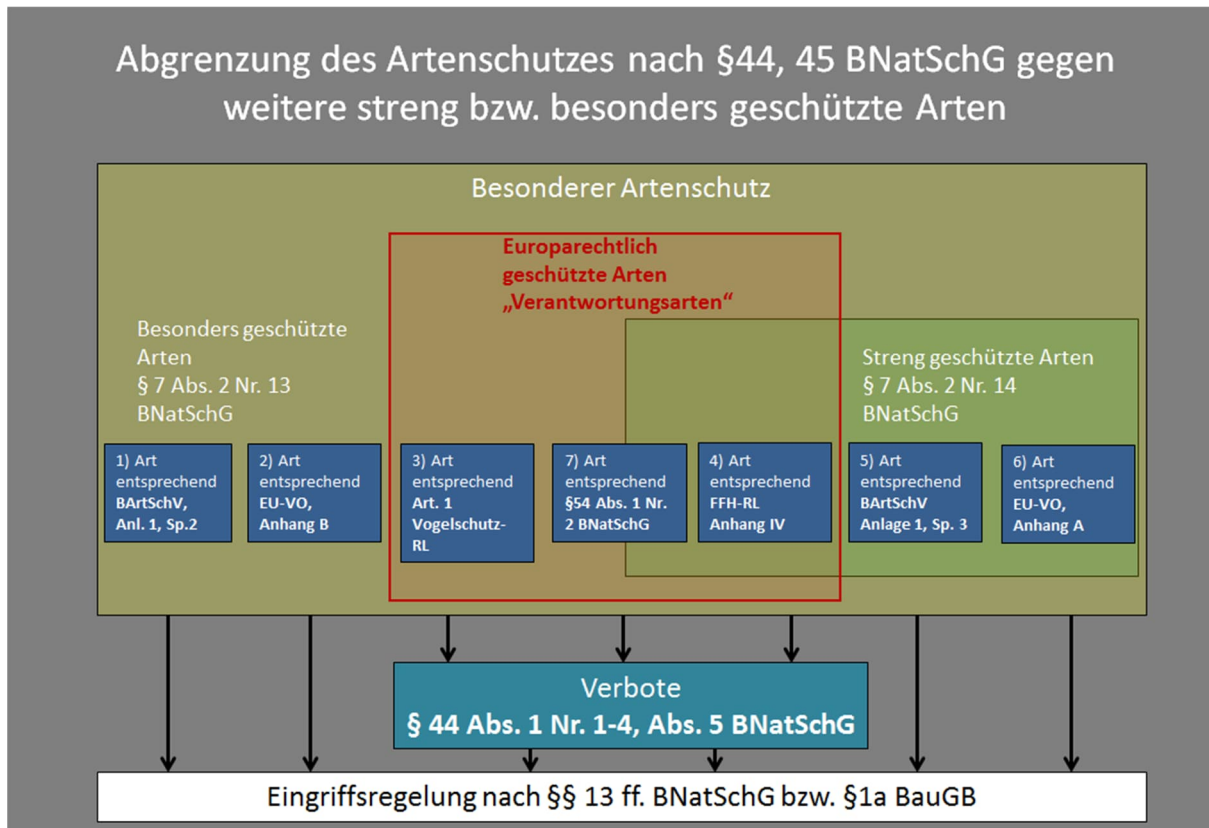 Abgrenzung des Artenschutzes nach §44, 45 BNatSchG gegen
weitere streng bzw. besonders geschützte Arten
Besonderer Artenschutz
Europarechtlich
geschützte Arten
„Verantwortungsarten“
Besonders geschützte
Arten
§ 7 Abs. 2 Nr. 13
BNatSchG
Streng geschützte Arten
§ 7 Abs. 2 Nr. 14
BNatSchG
1) Art
entsprechend
BArtSchV,
Anl. 1, Sp.2
2) Art
entsprechend
EU-VO,
Anhang B
3) Art
entsprechend
Art. 1
Vogelschutz-
RL
7) Art
entsprechend
§54 Abs. 1 Nr.
2 BNatSchG
4) Art
entsprechend
FFH-RL
Anhang IV
5) Art
entsprechend
BArtSchV
Anlage 1, Sp. 3
6) Art
entsprechend
EU-VO,
Anhang A
Verbote
§ 44 Abs. 1 Nr. 1-4, Abs. 5 BNatSchG
Eingriffsregelung nach §§ 13 ff. BNatSchG bzw. §1a BauGB